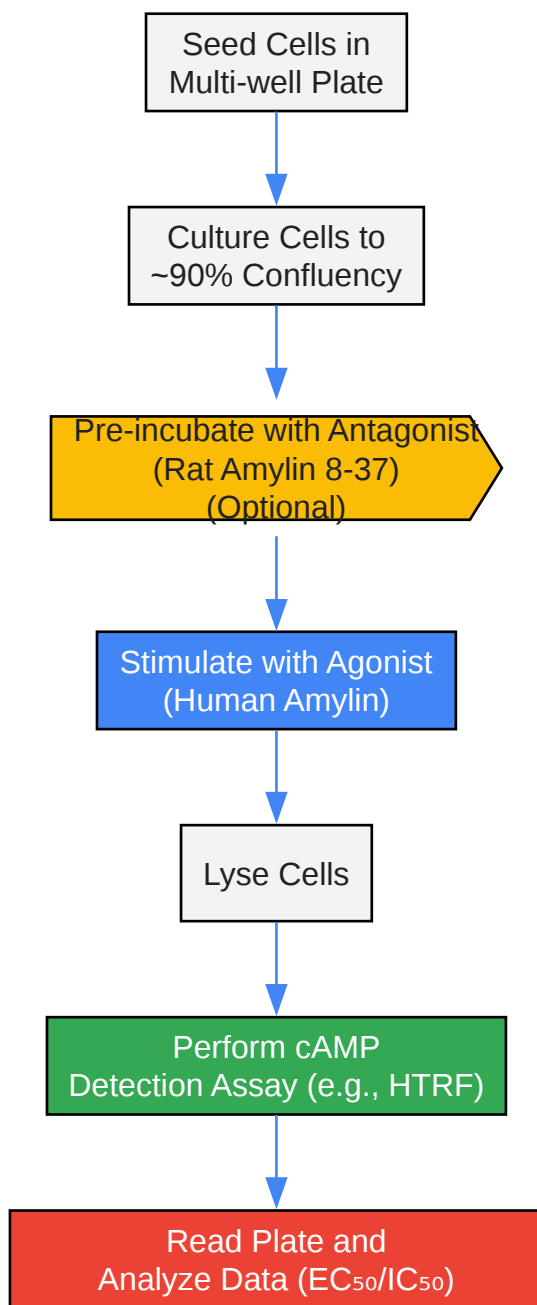 Seed Cells in
Multi-well Plate
Culture Cells to
~90% Confluency
Pre-incubate with Antagonist
(Rat Amylin 8-37)
(Optional)
Stimulate with Agonist
(Human Amylin)
Lyse Cells
Perform cAMP
Detection Assay (e.g., HTRF)
Read Plate and
Analyze Data (EC₅₀/IC₅₀)